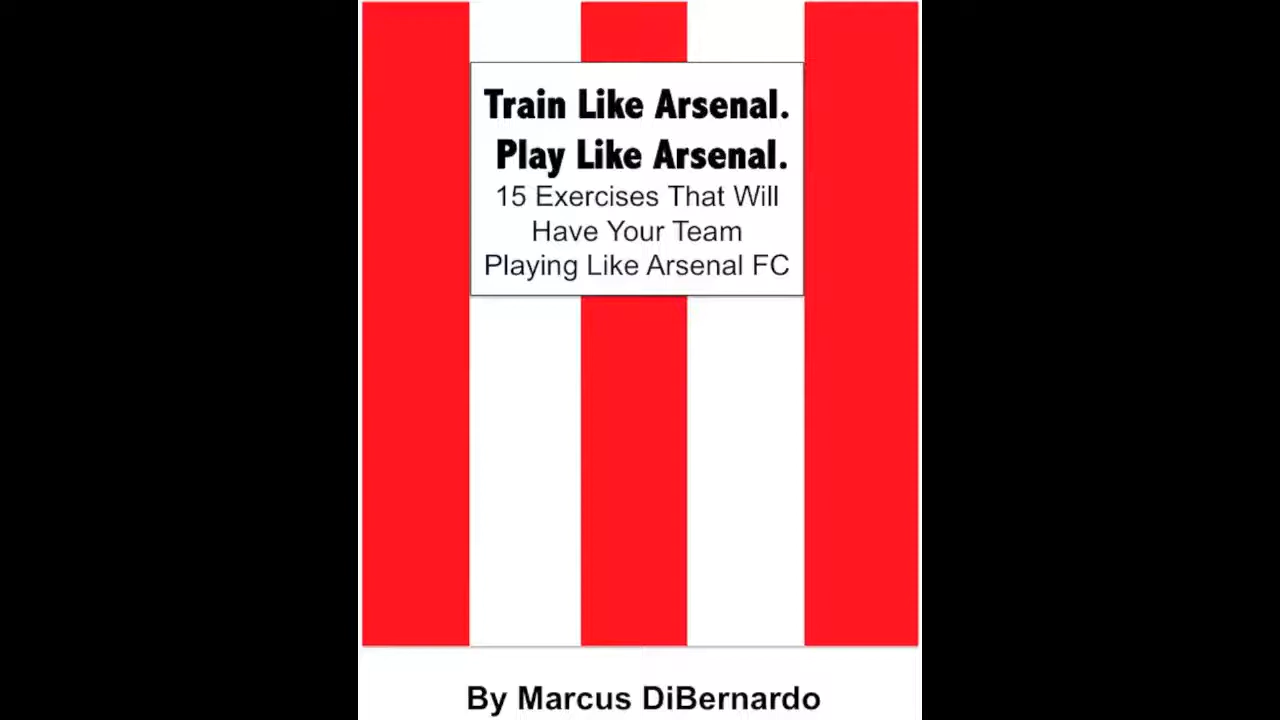 Train Like Arsenal.
Play Like Arsenal.
15 Exercises That Will
Have Your Team
Playing Like Arsenal FC
By Marcus DiBernardo